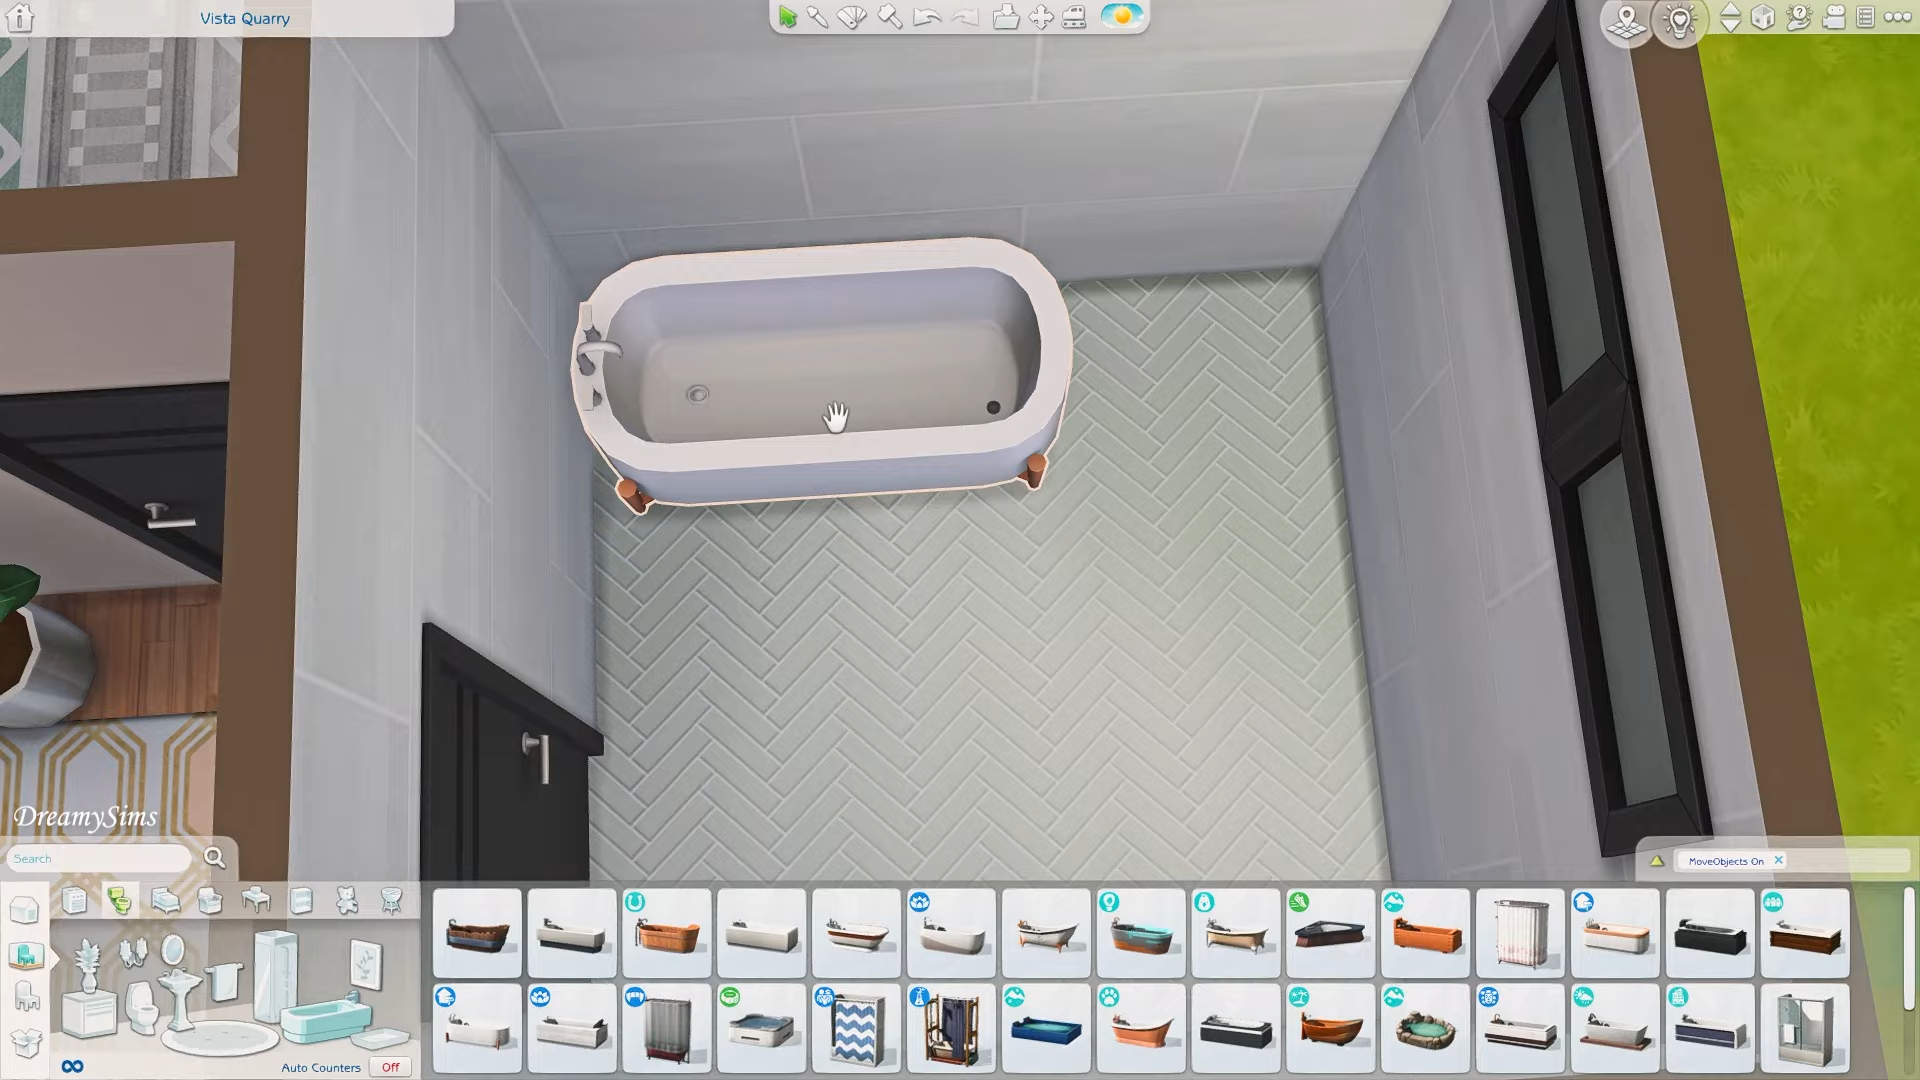 Vista Quarry
DreamySims
Search
MoveObjects On
Auto Counters
Off